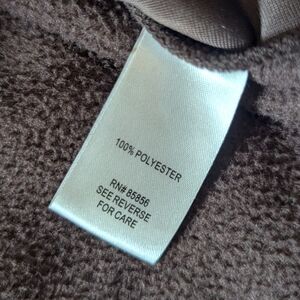 100% POLYESTER
RN# 85856
SEE REVERSE
FOR CARE